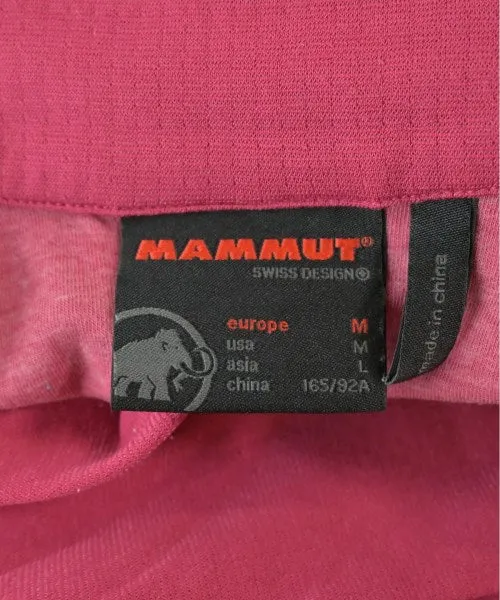 MAMMUT®
SWISS DESIGN
europe M
usa M
asia L
china 165/92A
made in china